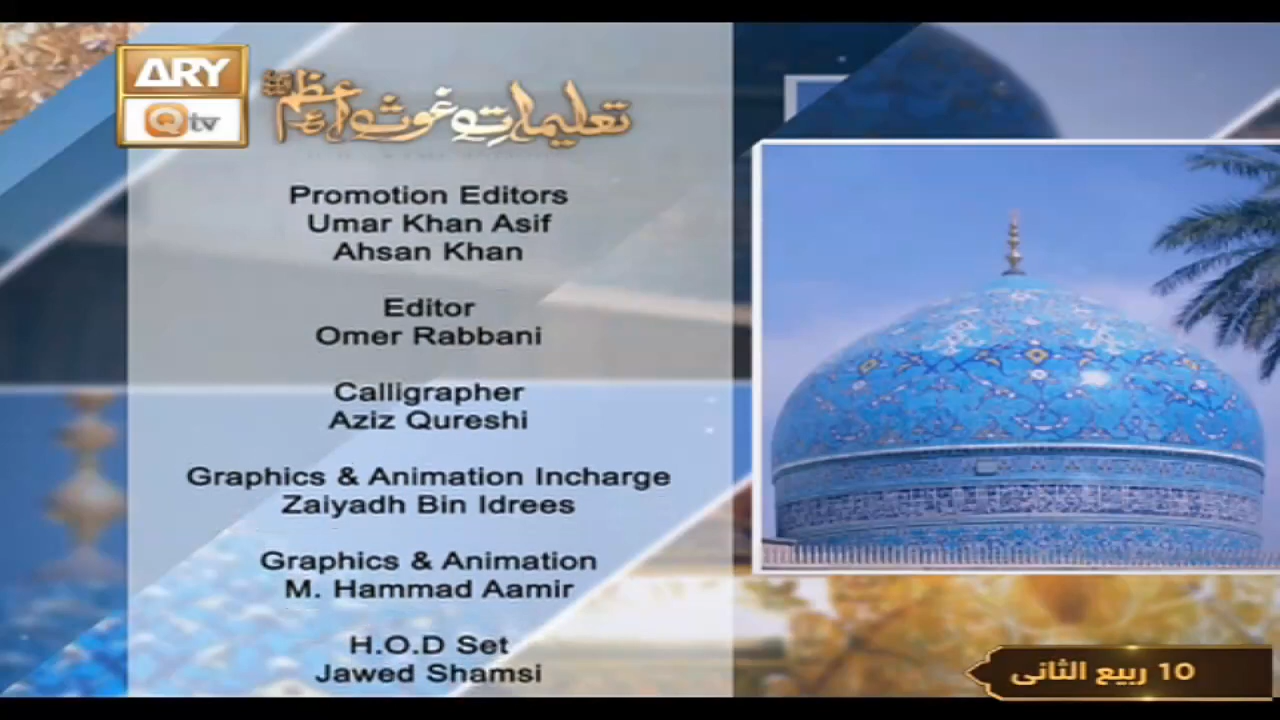 ARY
Qtv
تعلیماتِ غوث اعظم
Promotion Editors
Umar Khan Asif
Ahsan Khan
Editor
Omer Rabbani
Calligrapher
Aziz Qureshi
Graphics & Animation Incharge
Zaiyadh Bin Idrees
Graphics & Animation
M. Hammad Aamir
H.O.D Set
Jawed Shamsi
10 ربیع الثانی